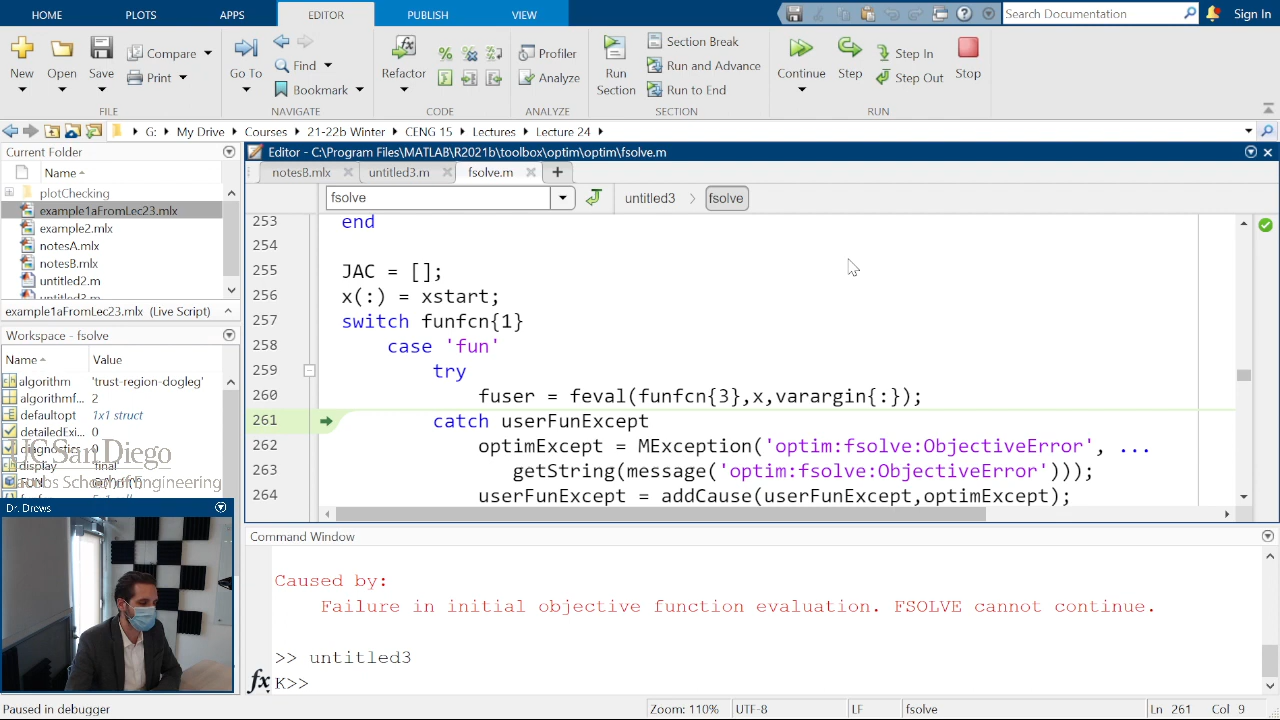 HOME PLOTS APPS EDITOR PUBLISH VIEW Search Documentation Sign In
New Open Save Compare Print Go To Find Bookmark Refactor Profiler Analyze Run Section Section Break Run and Advance Run to End Continue Step Step In Step Out Stop
FILE NAVIGATE CODE ANALYZE SECTION RUN
G: My Drive Courses 21-22b Winter CENG 15 Lectures Lecture 24
Current Folder
Name
plotChecking
example1aFromLec23.mlx
example2.mlx
notesA.mlx
notesB.mlx
untitled2.m
untitled3.m
example1aFromLec23.mlx (Live Script)
Workspace - fsolve
Name Value
algorithm 'trust-region-dogleg'
algorithmf... 2
defaultopt 1x1 struct
detailedExi... 0
0
display 'final'
UC San Diego
Jacobs School of Engineering
Dr. Drews
Editor - C:\Program Files\MATLAB\R2021b\toolbox\optim\optim\fsolve.m
notesB.mlx untitled3.m fsolve.m
fsolve untitled3 fsolve
253 end
254
255 JAC = [];
256 x(:) = xstart;
257 switch funfcn{1}
258 case 'fun'
259 try
260 fuser = feval(funfcn{3},x,varargin{:});
261 catch userFunExcept
262 optimExcept = MException('optim:fsolve:ObjectiveError', ...
263 getString(message('optim:fsolve:ObjectiveError')));
264 userFunExcept = addCause(userFunExcept,optimExcept);
Command Window
Caused by:
Failure in initial objective function evaluation. FSOLVE cannot continue.
>> untitled3
fx K>>
Paused in debugger Zoom: 110% UTF-8 LF fsolve Ln 261 Col 9